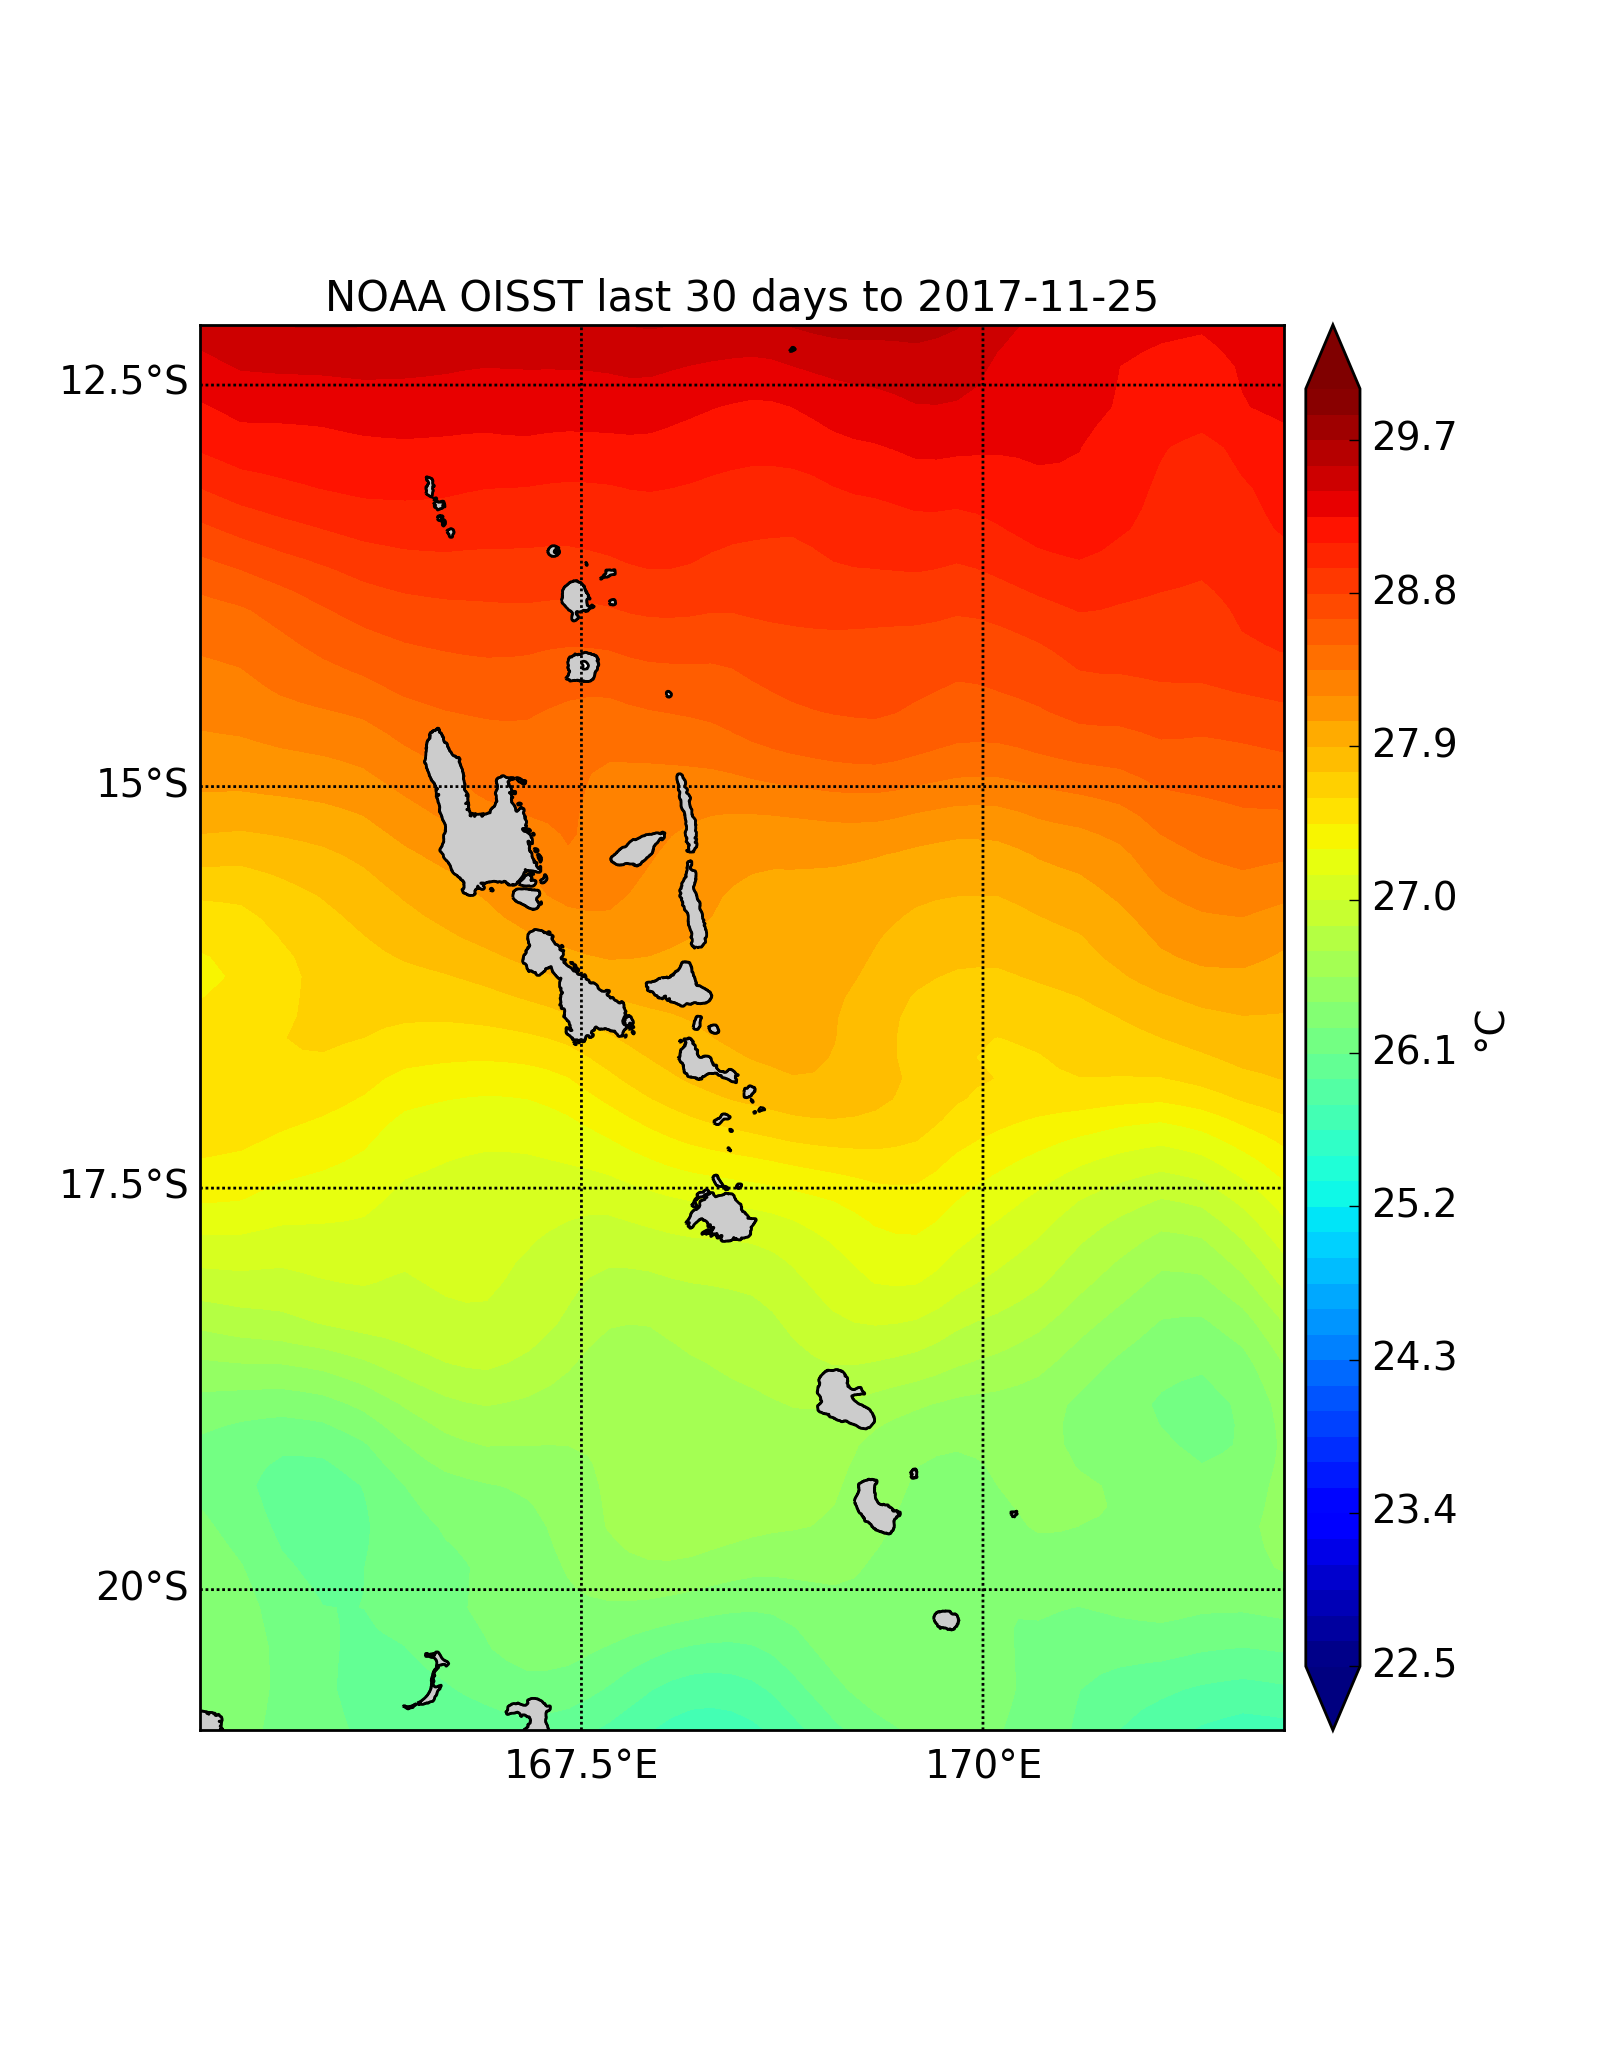 NOAA OISST last 30 days to 2017-11-25
12.5°S
15°S
17.5°S
20°S
167.5°E
170°E
29.7
28.8
27.9
27.0
26.1
25.2
24.3
23.4
22.5
°C